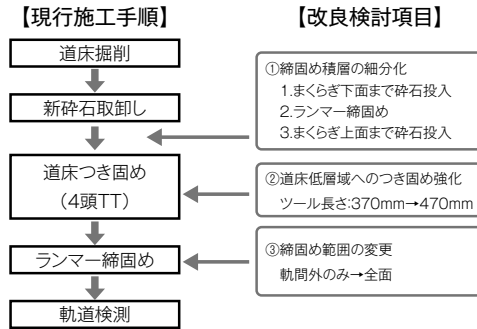 【現行施工手順】
道床掘削
新砕石取卸し
道床つき固め
(4頭TT)
ランマー締固め
軌道検測
【改良検討項目】
①締固め積層の細分化
1.まくらぎ下面まで砕石投入
2.ランマー締固め
3.まくらぎ上面まで砕石投入
②道床低層域へのつき固め強化
ツール長さ:370mm→470mm
③締固め範囲の変更
軌間外のみ→全面